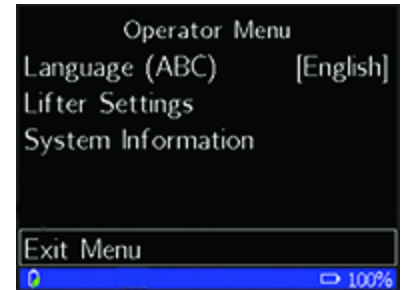 Operator Menu
Language (ABC) [English]
Lifter Settings
System Information
Exit Menu
100%